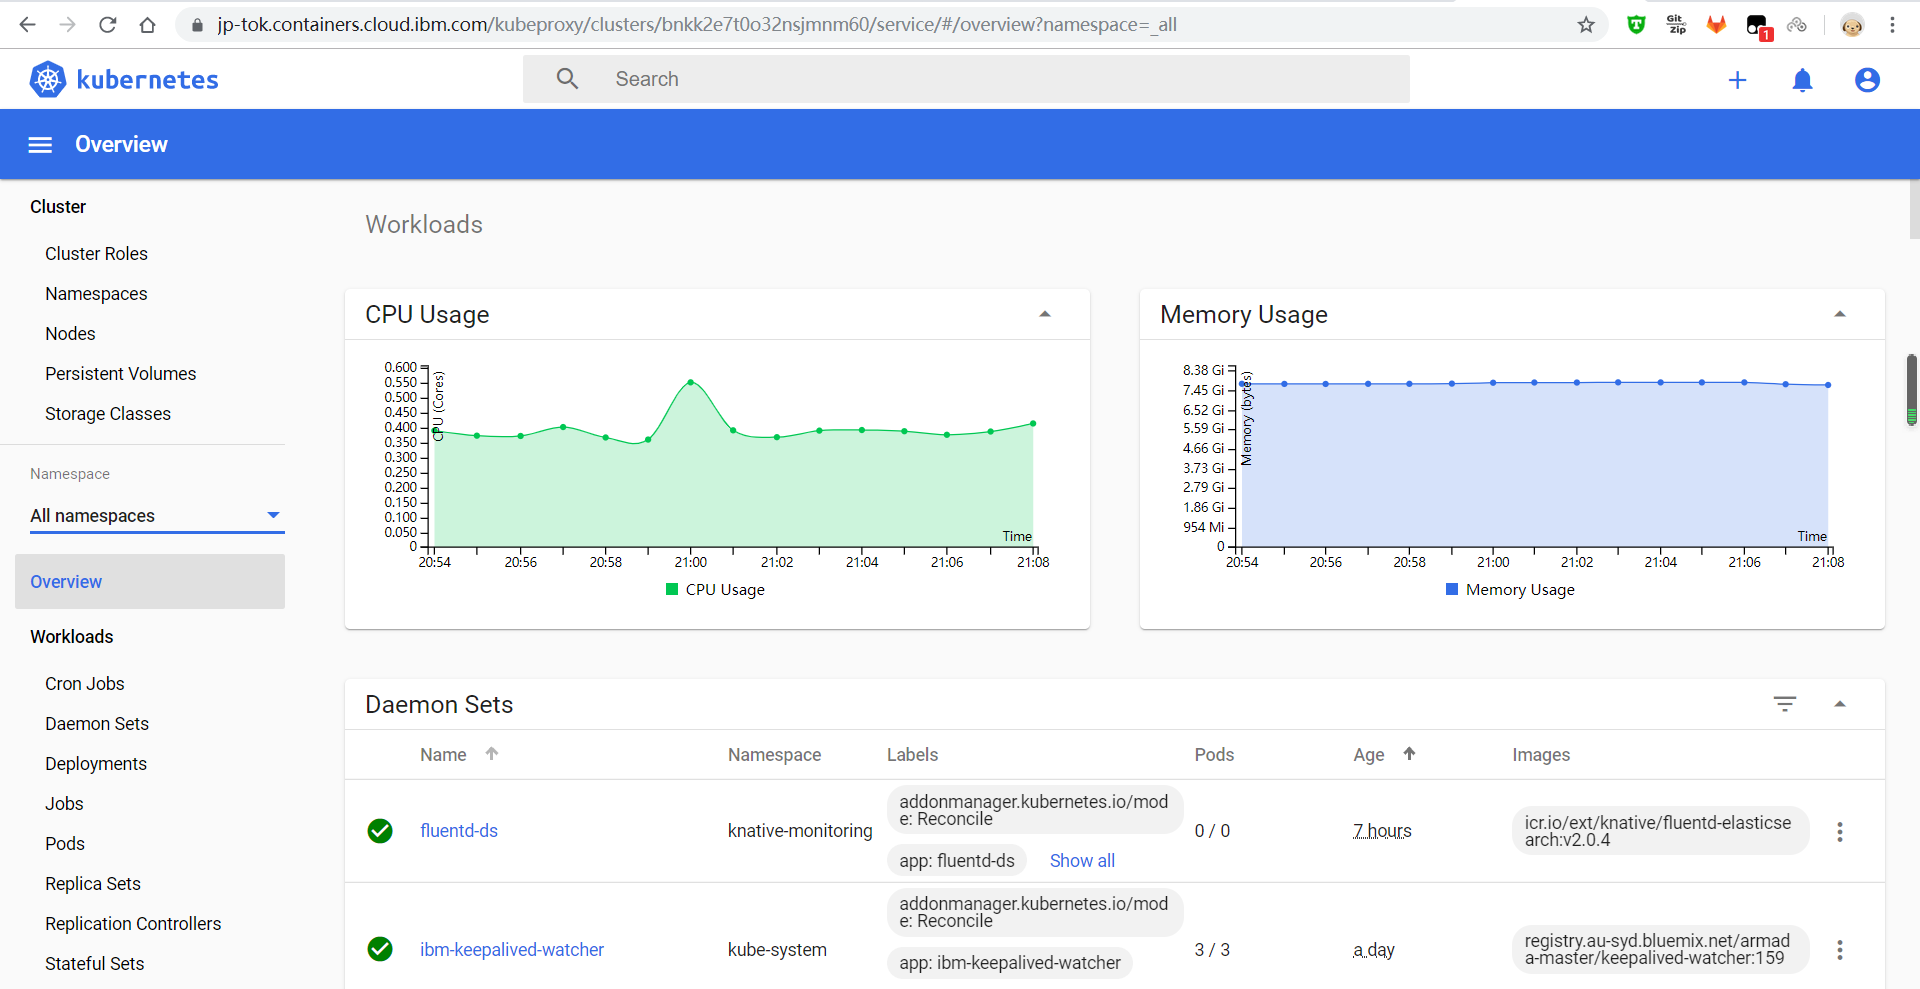 jp-tok.containers.cloud.ibm.com/kubeproxy/clusters/bnkk2e7t0o32nsjmnm60/service/#/overview?namespace=_all
Git
zip
1
kubernetes
Search
Overview
Cluster
Cluster Roles
Namespaces
Nodes
Persistent Volumes
Storage Classes
Namespace
All namespaces
Overview
Workloads
Cron Jobs
Daemon Sets
Deployments
Jobs
Pods
Replica Sets
Replication Controllers
Stateful Sets
Workloads
CPU Usage
0.600
0.550
0.500
0.450
0.400
0.350
0.300
0.250
0.200
0.150
0.100
0.050
0
CPU (Cores)
Time
20:54 20:56 20:58 21:00 21:02 21:04 21:06 21:08
CPU Usage
Memory Usage
8.38 Gi
7.45 Gi
6.52 Gi
5.59 Gi
4.66 Gi
3.73 Gi
2.79 Gi
1.86 Gi
954 Mi
0
Memory (bytes)
Time
20:54 20:56 20:58 21:00 21:02 21:04 21:06 21:08
Memory Usage
Daemon Sets
Name Namespace Labels Pods Age Images
fluentd-ds
knative-monitoring
addonmanager.kubernetes.io/mod
e: Reconcile
app: fluentd-ds
Show all
0 / 0
7 hours
icr.io/ext/knative/fluentd-elasticse
arch:v2.0.4
ibm-keepalived-watcher
kube-system
addonmanager.kubernetes.io/mod
e: Reconcile
app: ibm-keepalived-watcher
3 / 3
a day
registry.au-syd.bluemix.net/armad
a-master/keepalived-watcher:159